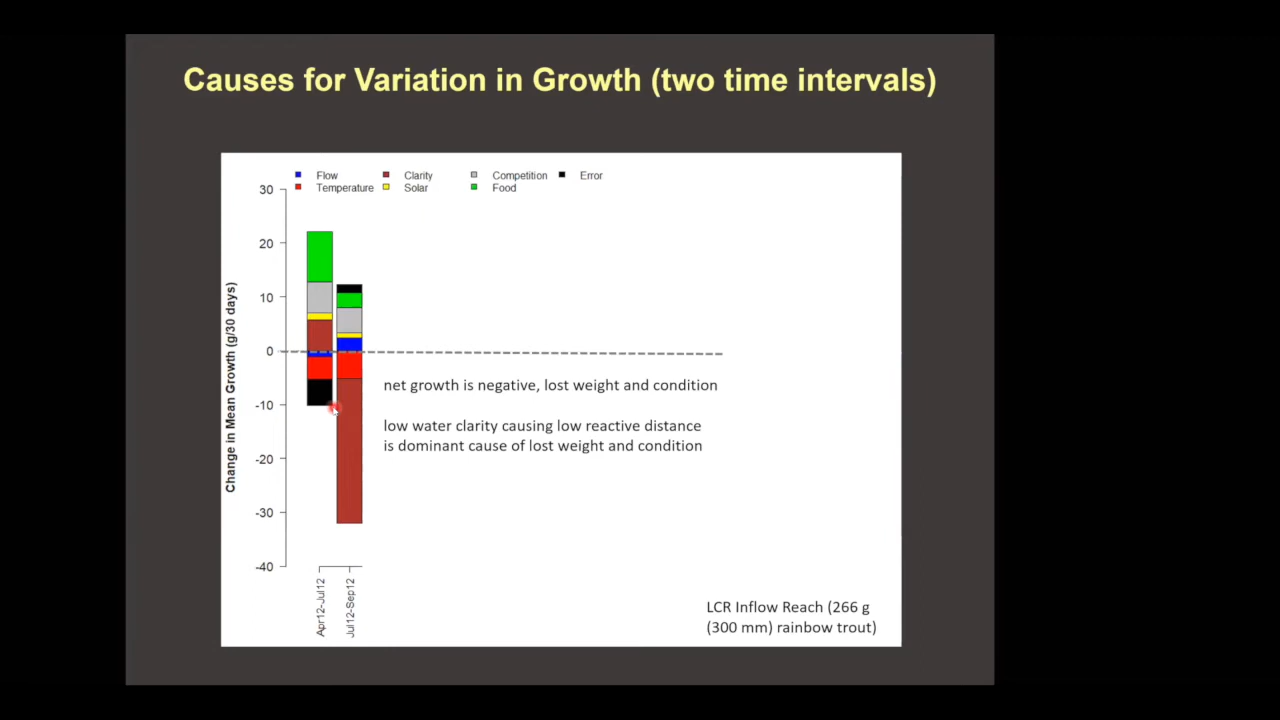 Causes for Variation in Growth (two time intervals)
Flow Clarity Competition Error
Temperature Solar Food
30
20
10
0
-10
-20
-30
-40
Change in Mean Growth (g/30 days)
Apr12-Jul12
Jul12-Sep12
net growth is negative, lost weight and condition
low water clarity causing low reactive distance
is dominant cause of lost weight and condition
LCR Inflow Reach (266 g
(300 mm) rainbow trout)